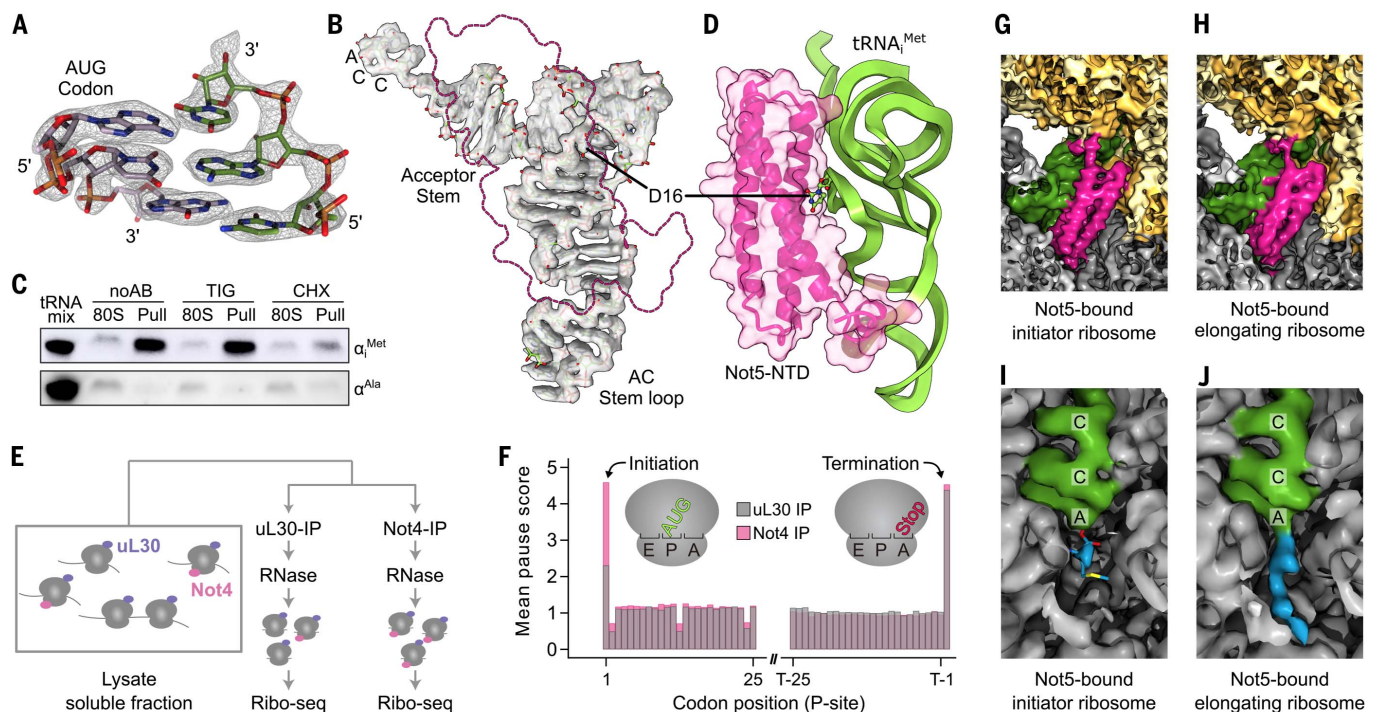 A
AUG
Codon
3'
5'
3'
5'
B
A
C
C
Acceptor
Stem
D16
AC
Stem loop
D
tRNAiMet
Not5-NTD
C
tRNA
mix
noAB
TIG
CHX
80S
Pull
80S
Pull
80S
Pull
αiMet
αAla
G
Not5-bound
initiator ribosome
H
Not5-bound
elongating ribosome
E
uL30
Not4
Lysate
soluble fraction
uL30-IP
RNase
Ribo-seq
Not4-IP
RNase
Ribo-seq
F
Mean pause score
5
4
3
2
1
0
Initiation
AUG
E P A
uL30 IP
Not4 IP
Termination
Stop
E P A
1
25
//
T-25
T-1
Codon position (P-site)
I
C
C
A
Not5-bound
initiator ribosome
J
C
C
A
Not5-bound
elongating ribosome